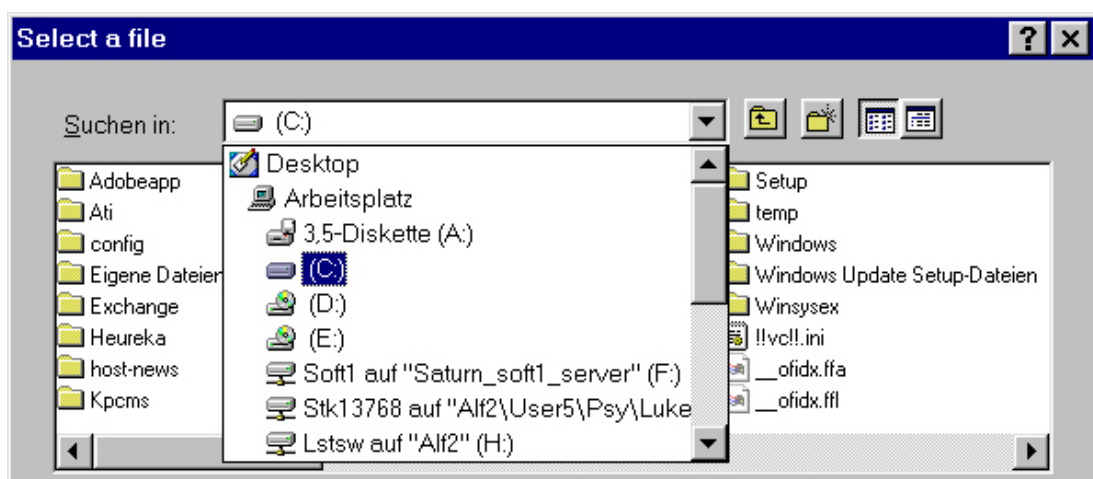 Select a file
Suchen in:
(C:)
Desktop
Arbeitsplatz
3,5-Diskette (A:)
(C:)
(D:)
(E:)
Soft1 auf "Saturn_soft1_server" (F:)
Stk13768 auf "Alf2\User5\Psy\Luke
Lstsw auf "Alf2" (H:)
Adobeapp
Ati
config
Eigene Dateien
Exchange
Heureka
host-news
Kpcms
Setup
temp
Windows
Windows Update Setup-Dateien
Winsysex
!!vc!!.ini
__ofidx.ffa
__ofidx.ffl